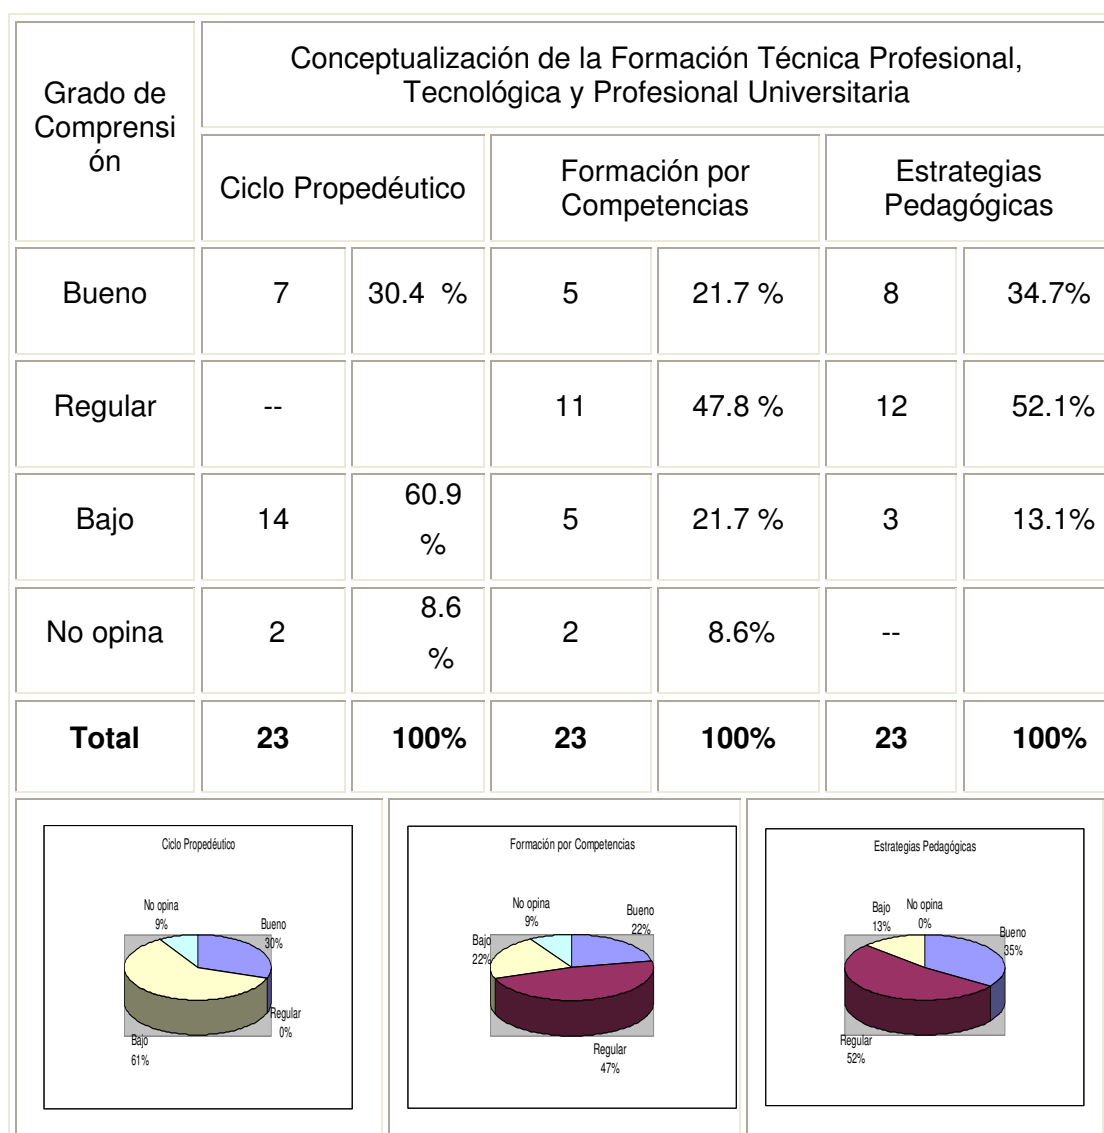 Grado de
Comprensi
ón
Conceptualización de la Formación Técnica Profesional,
Tecnológica y Profesional Universitaria
Ciclo Propedéutico
Formación por
Competencias
Estrategias
Pedagógicas
Bueno 7 30.4 % 5 21.7 % 8 34.7%
Regular -- 11 47.8 % 12 52.1%
Bajo 14 60.9
% 5 21.7 % 3 13.1%
No opina 2 8.6
% 2 8.6% --
Total 23 100% 23 100% 23 100%
Ciclo Propedéutico
No opina
9%
Bueno
30%
Regular
0%
Bajo
61%
Formación por Competencias
No opina
9%
Bueno
22%
Bajo
22%
Regular
47%
Estrategias Pedagógicas
Bajo
13%
No opina
0%
Bueno
35%
Regular
52%